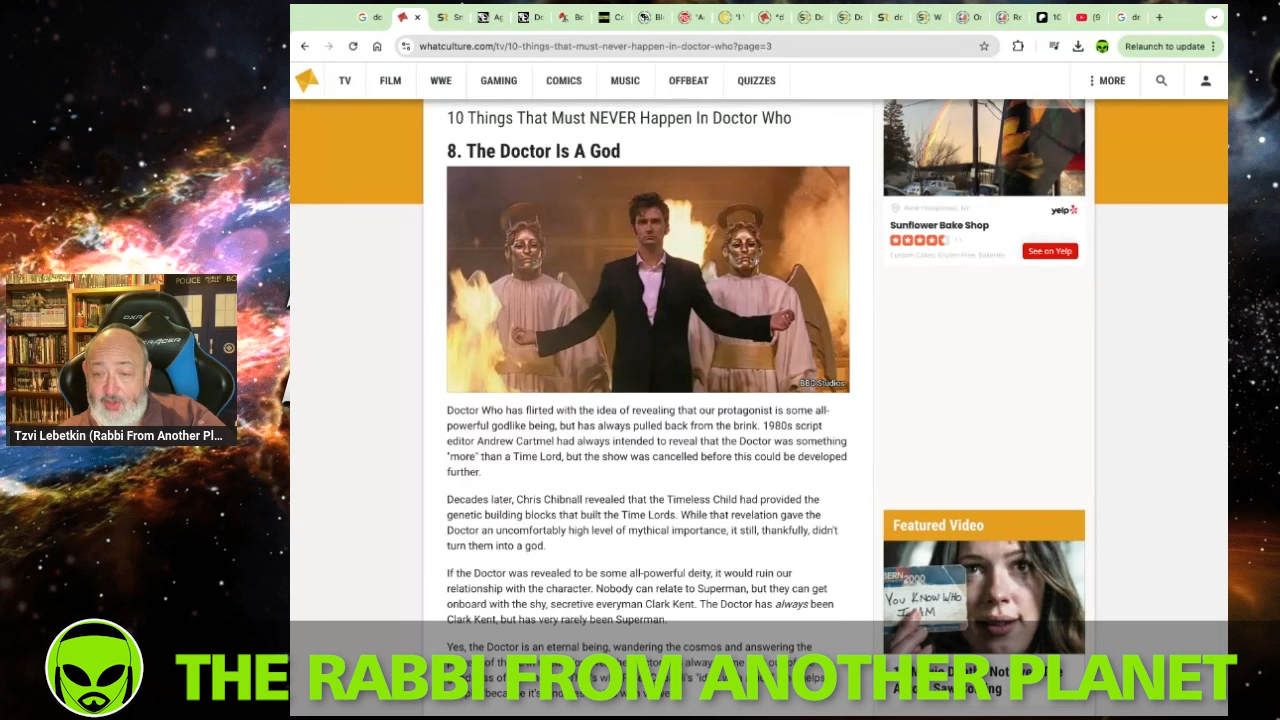 whatculture.com/tv/10-things-that-must-never-happen-in-doctor-who?page=3
Relaunch to update
TV FILM WWE GAMING COMICS MUSIC OFFBEAT QUIZZES MORE
10 Things That Must NEVER Happen In Doctor Who
8. The Doctor Is A God
BBC Studios
Doctor Who has flirted with the idea of revealing that our protagonist is some all-
powerful godlike being, but has always pulled back from the brink. 1980s script
editor Andrew Cartmel had always intended to reveal that the Doctor was something
"more" than a Time Lord, but the show was cancelled before this could be developed
further.
Decades later, Chris Chibnall revealed that the Timeless Child had provided the
genetic building blocks that built the Time Lords. While that revelation gave the
Doctor an uncomfortably high level of mythical importance, it still, thankfully, didn't
turn them into a god.
If the Doctor was revealed to be some all-powerful deity, it would ruin our
relationship with the character. Nobody can relate to Superman, but they can get
onboard with the shy, secretive everyman Clark Kent. The Doctor has always been
Clark Kent, but has very rarely been Superman.
Yes, the Doctor is an eternal being, wandering the cosmos and answering the
yelp
Sunflower Bake Shop
See on Yelp
Custom Cakes, Gluten-Free, Bakeries
Featured Video
BERN 2000
YOU KNOW WHO
I AM
POLICE
Tzvi Lebetkin (Rabbi From Another Pl...
THE RABBI FROM ANOTHER PLANET